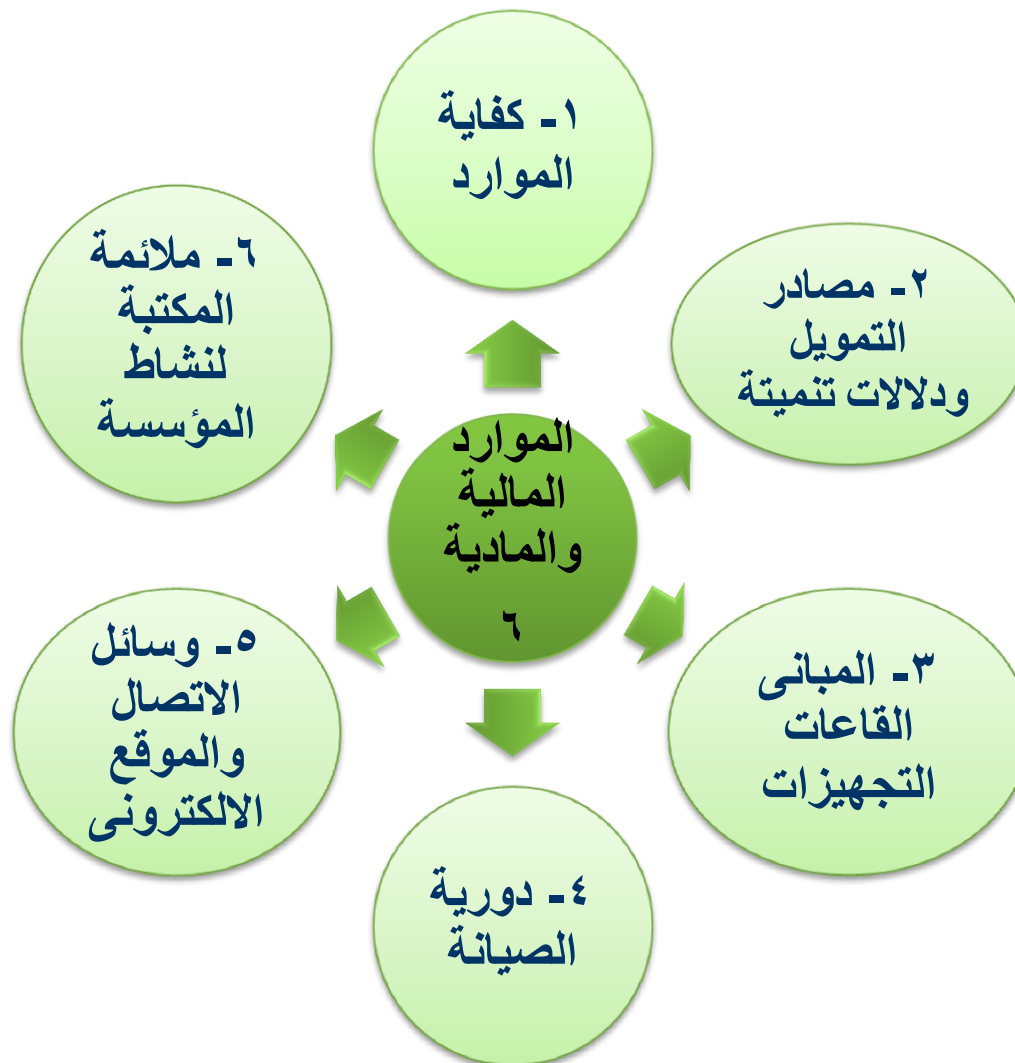 الموارد
المالية
والمادية
٦
١- كفاية
الموارد
٢- مصادر
التمويل
ودلالات تنميتة
٣- المبانى
القاعات
التجهيزات
٤- دورية
الصيانة
٥- وسائل
الاتصال
والموقع
الالكترونى
٦- ملائمة
المكتبة
لنشاط
المؤسسة